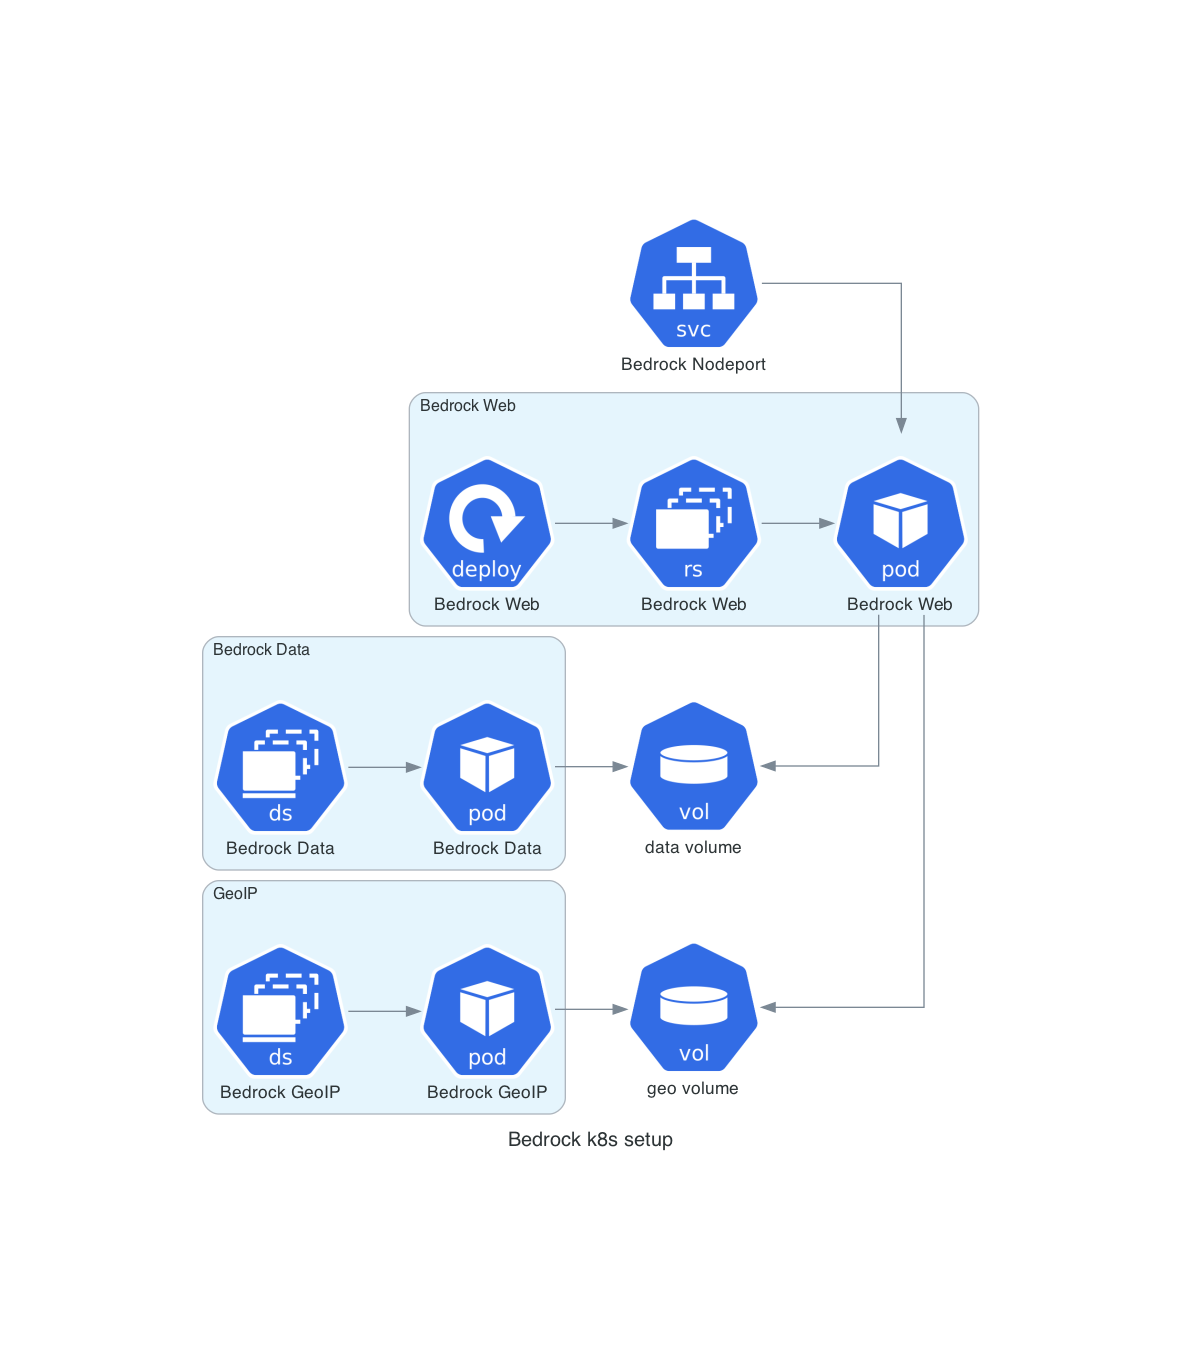 svc
Bedrock Nodeport
Bedrock Web
deploy
Bedrock Web
rs
Bedrock Web
pod
Bedrock Web
Bedrock Data
ds
Bedrock Data
pod
Bedrock Data
vol
data volume
GeoIP
ds
Bedrock GeoIP
pod
Bedrock GeoIP
vol
geo volume
Bedrock k8s setup